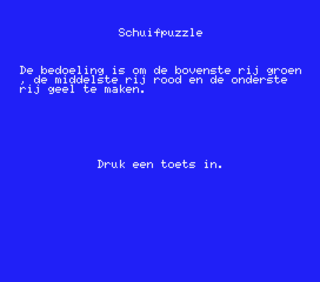 Schuifpuzzle
De bedoeling is om de bovenste rij groen
, de middelste rij rood en de onderste
rij geel te maken.
Druk een toets in.